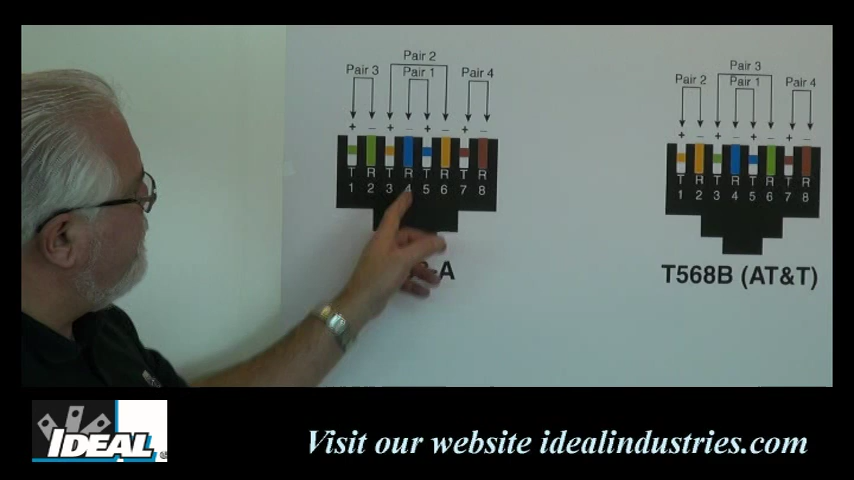 Pair 2
Pair 3 Pair 1 Pair 4
+ - + - + - + -
T R T R T R T R
1 2 3 4 5 6 7 8
-A
Pair 3
Pair 2 Pair 1 Pair 4
+ - + - + - + -
T R T R T R T R
1 2 3 4 5 6 7 8
T568B (AT&T)
IDEAL
Visit our website idealindustries.com